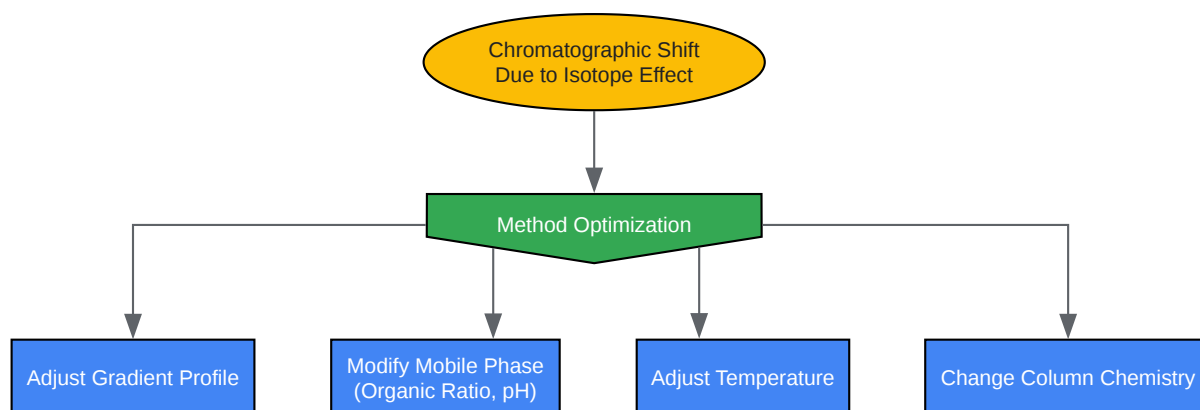 Chromatographic Shift
Due to Isotope Effect
Method Optimization
Adjust Gradient Profile
Modify Mobile Phase
(Organic Ratio, pH)
Adjust Temperature
Change Column Chemistry